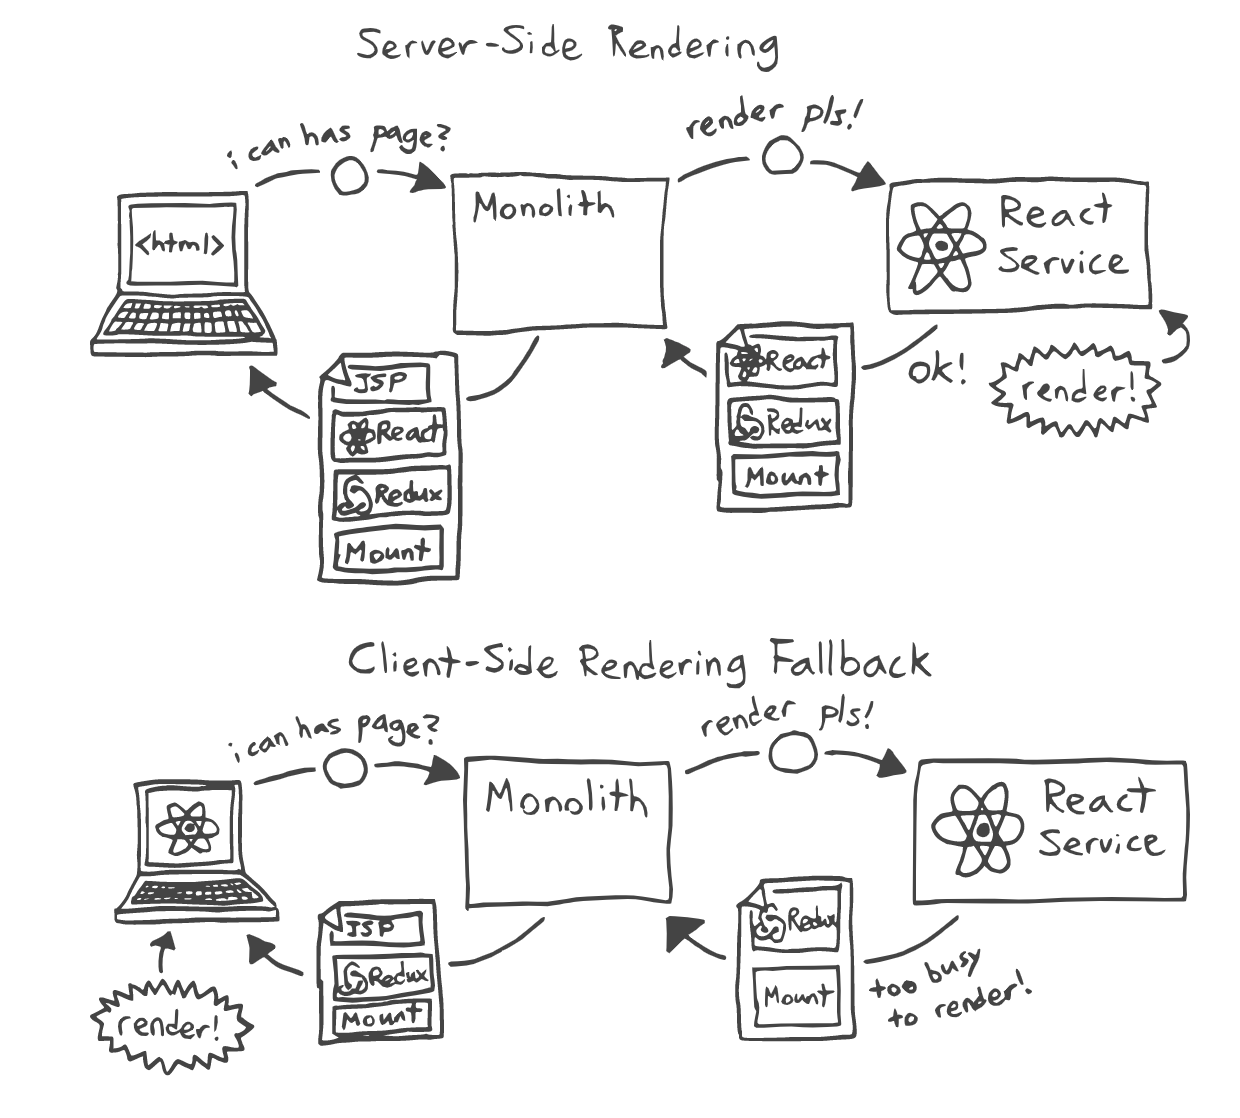 Server-Side Rendering
i can has page?
render pls!
<html>
Monolith
React
Service
JSP
React
Redux
Mount
React
Redux
Mount
ok!
render!
Client-Side Rendering Fallback
i can has page?
render pls!
Monolith
React
Service
JSP
Redux
Mount
Redux
Mount
too busy
to render!
render!